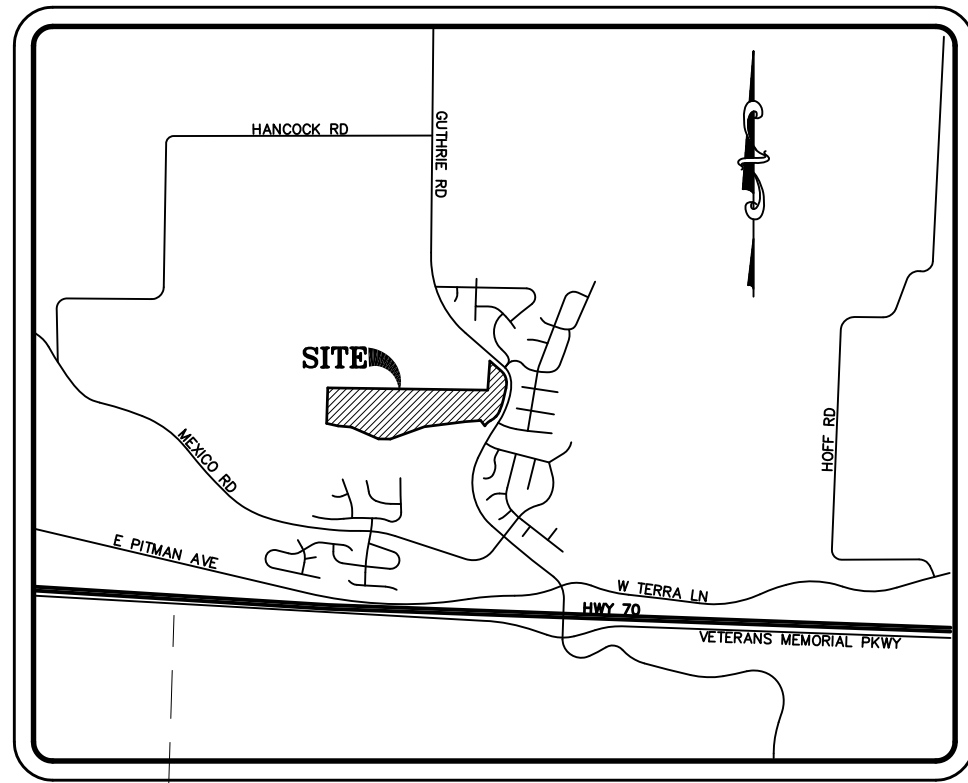 HANCOCK RD
GUTHRIE RD
SITE
MEXICO RD
HOFF RD
E PITMAN AVE
W TERRA LN
HWY 70
VETERANS MEMORIAL PKWY